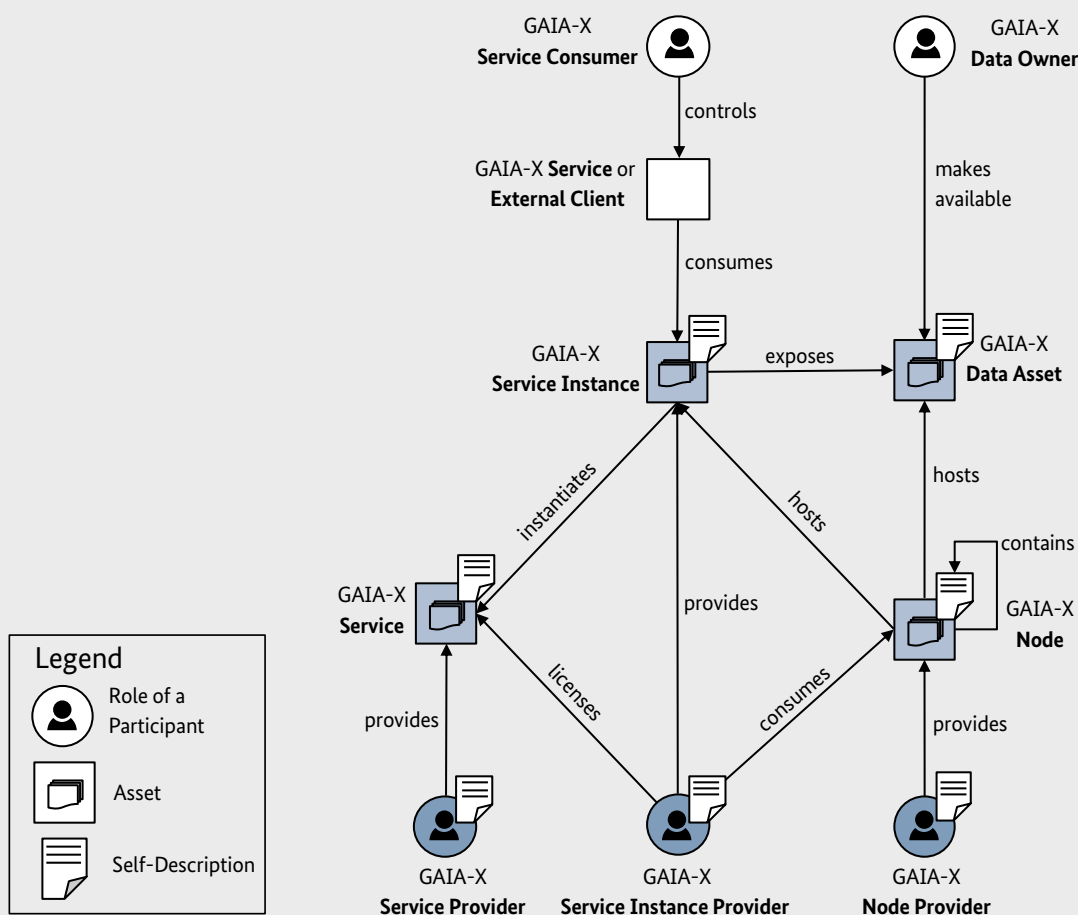 GAIA-X
Service Consumer
GAIA-X
Data Owner
controls
GAIA-X Service or
External Client
makes
available
consumes
GAIA-X
Service Instance
exposes
GAIA-X
Data Asset
instantiates
hosts
hosts
contains
GAIA-X
Service
provides
GAIA-X
Node
Legend
Role of a
Participant
Asset
Self-Description
provides
licenses
consumes
provides
GAIA-X
Service Provider
GAIA-X
Service Instance Provider
GAIA-X
Node Provider